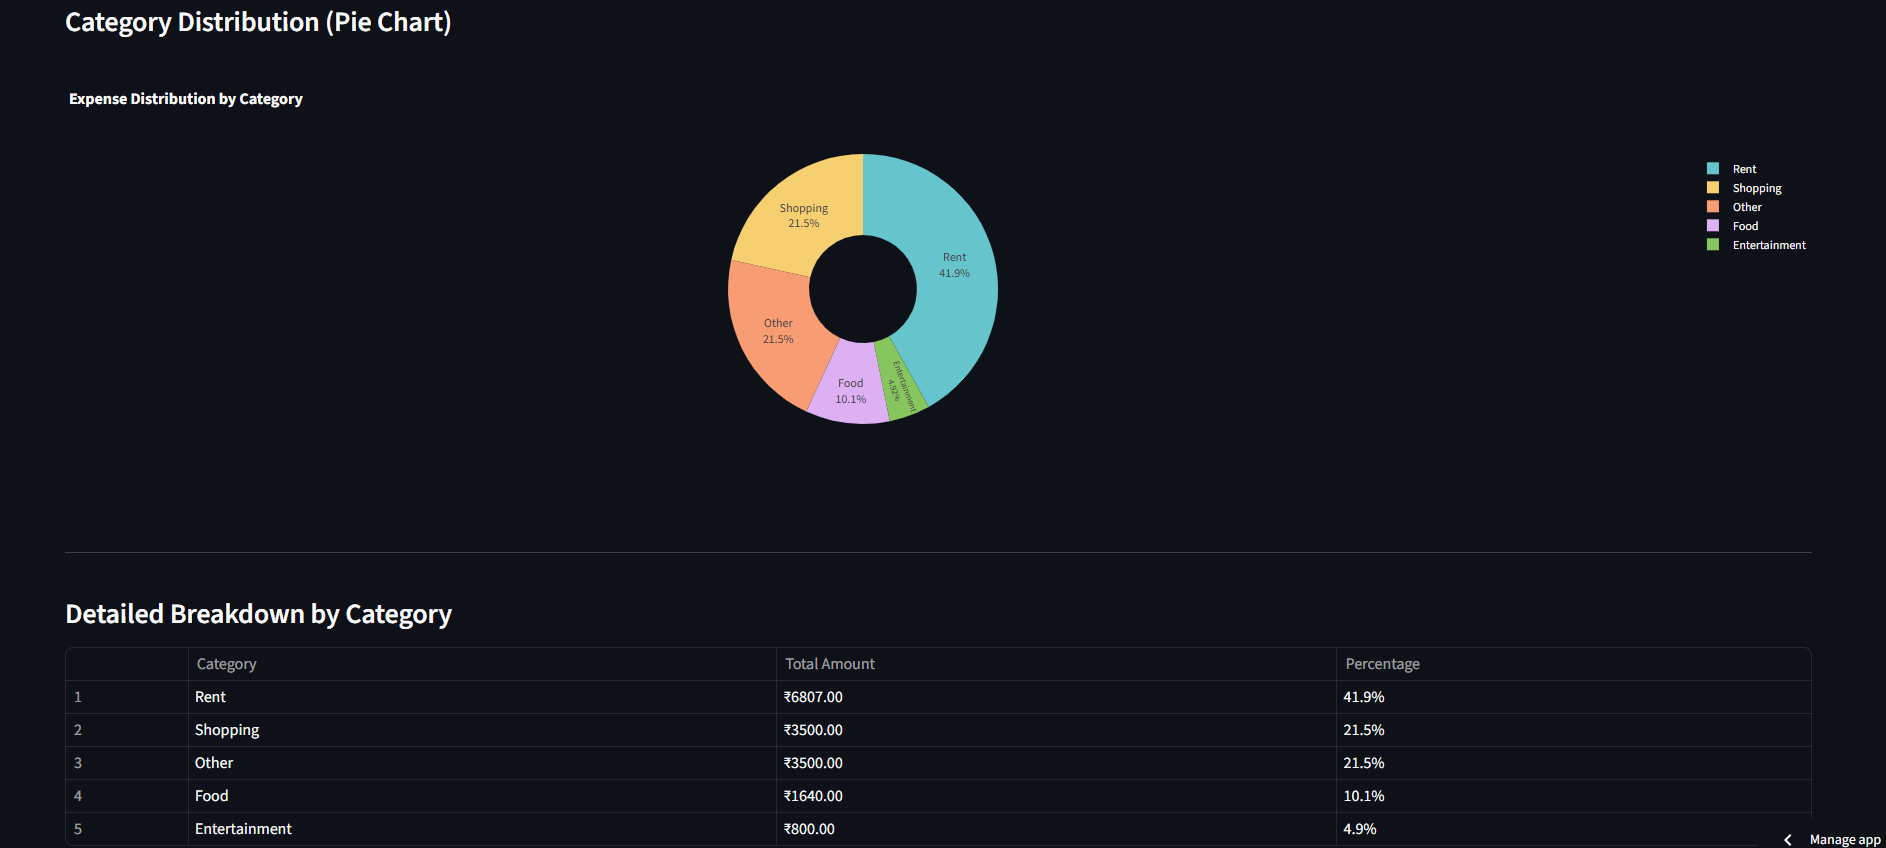 Category Distribution (Pie Chart)
Expense Distribution by Category
Rent
Shopping
Other
Food
Entertainment
Shopping
21.5%
Rent
41.9%
Other
21.5%
Food
10.1%
Entertainment
4.92%
Detailed Breakdown by Category
Category Total Amount Percentage
1 Rent ₹6807.00 41.9%
2 Shopping ₹3500.00 21.5%
3 Other ₹3500.00 21.5%
4 Food ₹1640.00 10.1%
5 Entertainment ₹800.00 4.9%
Manage app